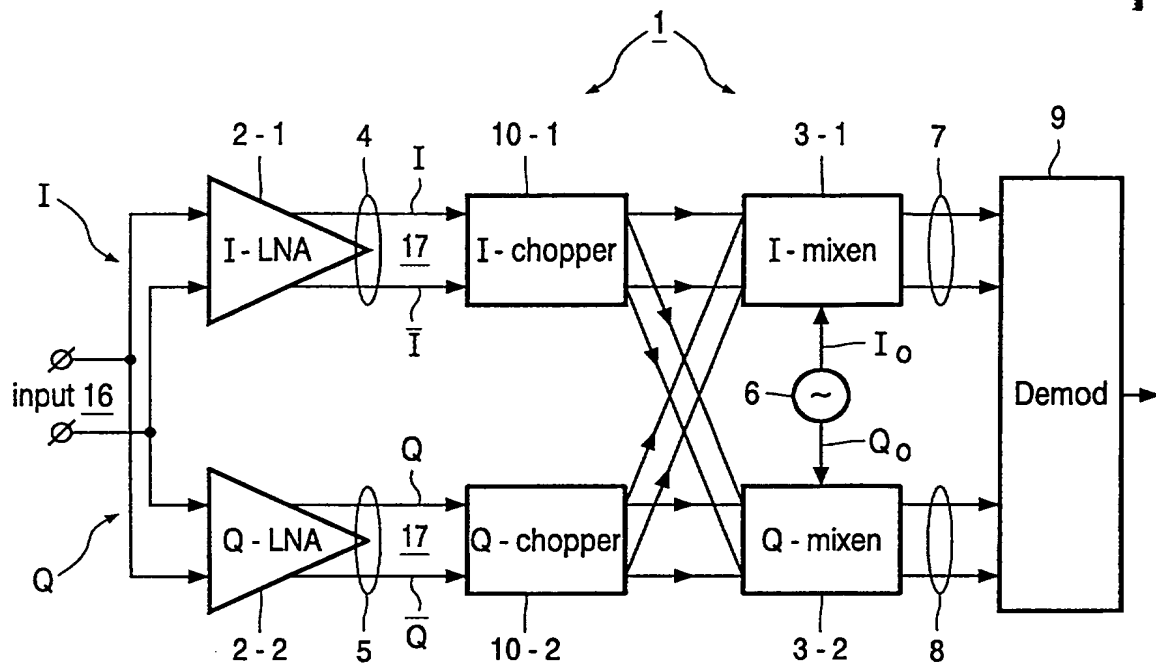 1
2 - 1
4
I
10 - 1
3 - 1
7
9
I
I - LNA
17
I - chopper
I - mixen
I̅
I o
input 16
6
~
Demod
Q o
Q
Q
Q - LNA
17
Q - chopper
Q - mixen
Q̅
2 - 2
5
10 - 2
3 - 2
8